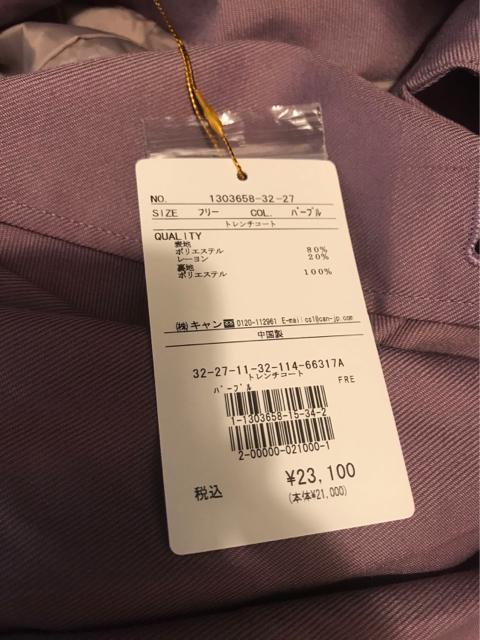 NO. 1303658-32-27
SIZE フリー COL. パープル
トレンチコート
QUALITY
表地
ポリエステル 80%
レーヨン 20%
裏地
ポリエステル 100%
(株)キャン CS 0120-112961 E-mail:cs1@can-jp.com
中国製
32-27-11-32-114-66317A
トレンチコート
パープル FRE
1-1303658-15-34-2
2-00000-021000-1
¥23,100
税込 (本体¥21,000)